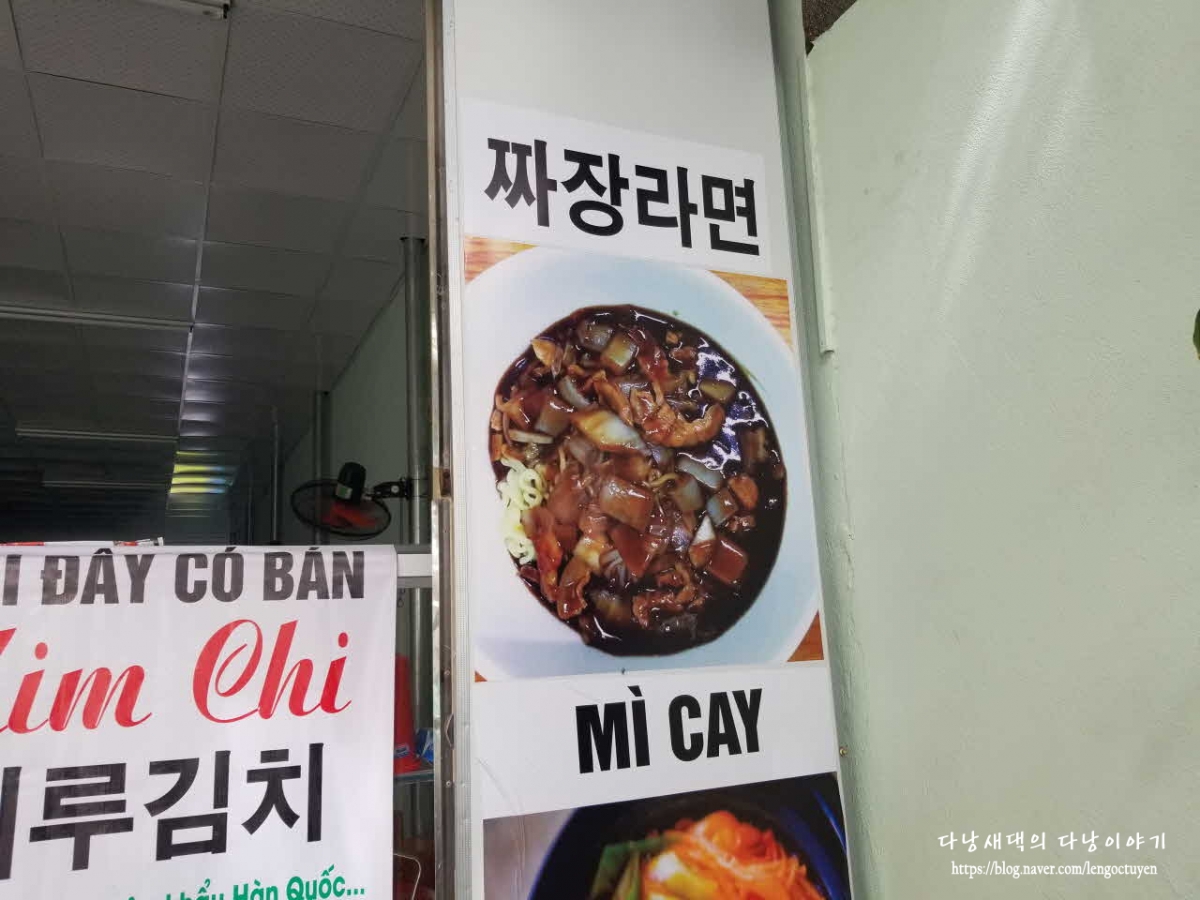 짜장라면
MÌ CAY
ĐÂY CÓ BÁN
Kim Chi
루김치
Hàn Quốc...
다낭새댁의 다낭이야기
https://blog.naver.com/lengoctuyen